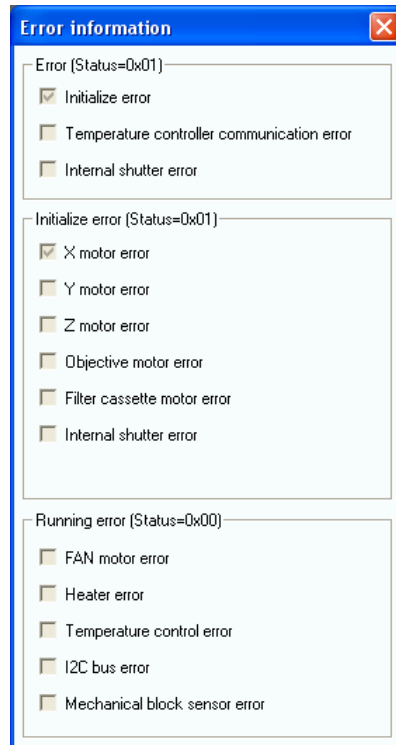 Error information
Error (Status=0x01)
Initialize error
Temperature controller communication error
Internal shutter error
Initialize error (Status=0x01)
X motor error
Y motor error
Z motor error
Objective motor error
Filter cassette motor error
Internal shutter error
Running error (Status=0x00)
FAN motor error
Heater error
Temperature control error
I2C bus error
Mechanical block sensor error